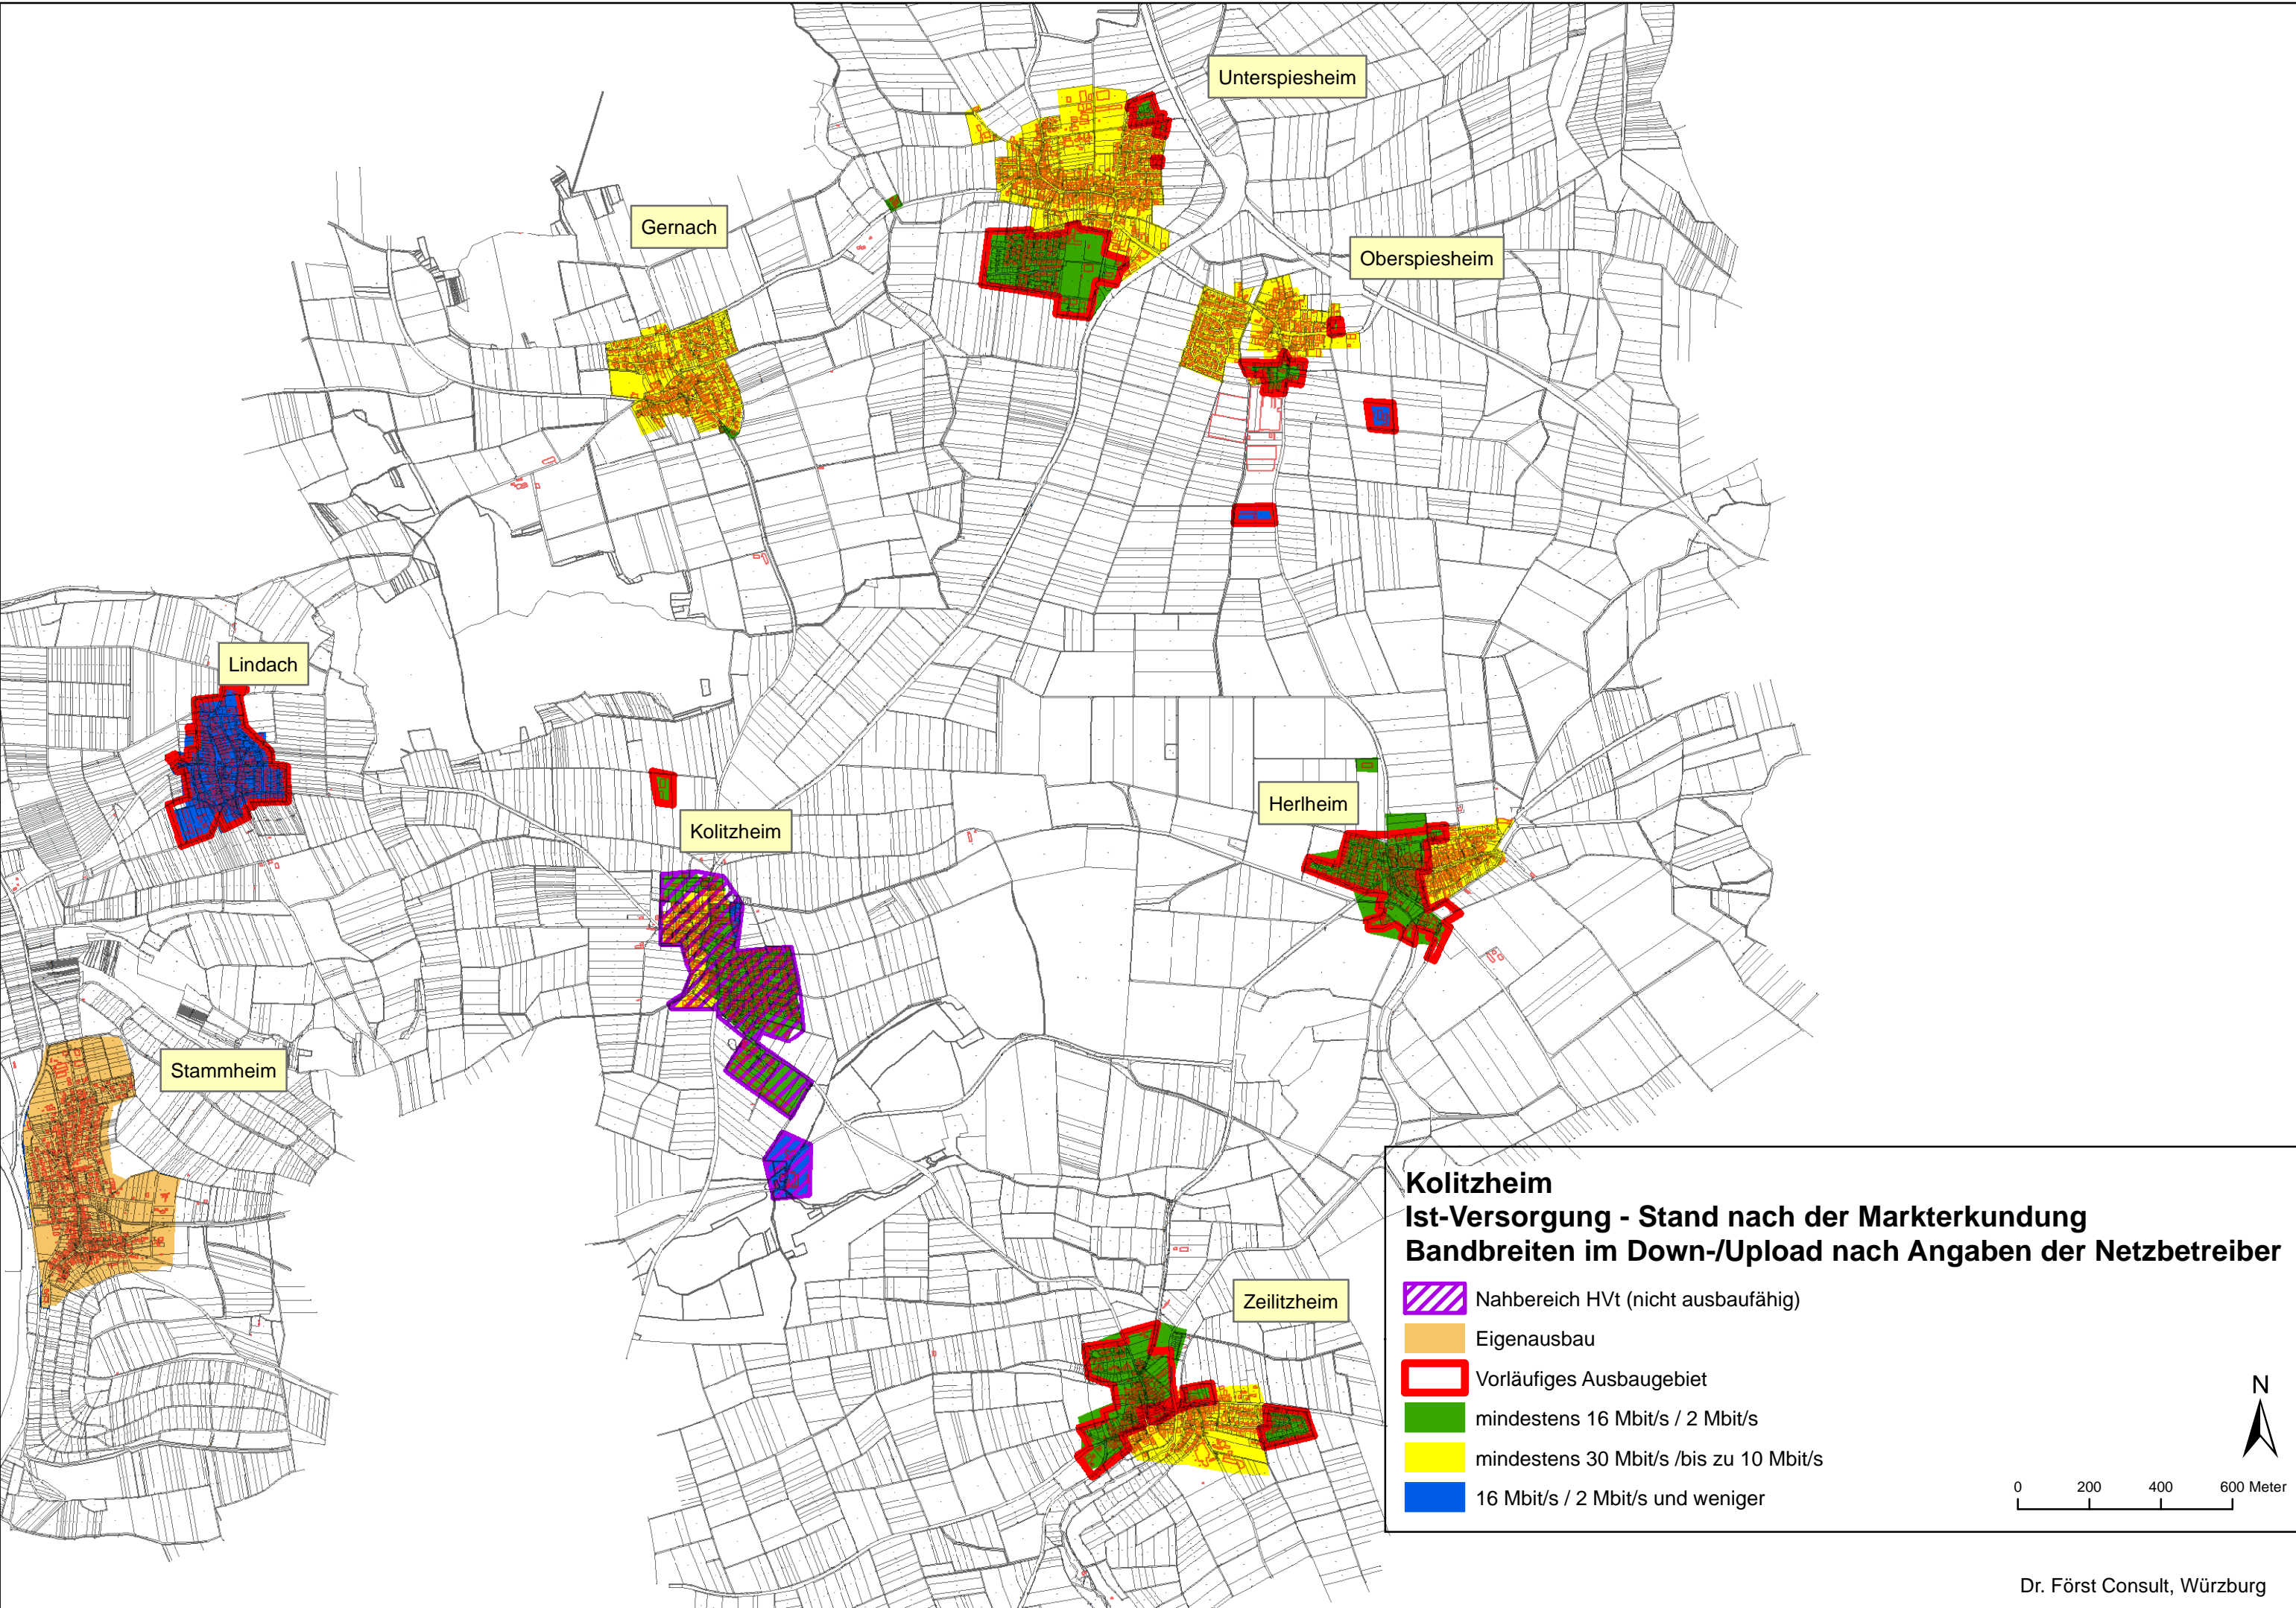 Unterspiesheim
Gernach
Oberspiesheim
Lindach
Kolitzheim
Herlheim
Stammheim
Zeilitzheim
Kolitzheim
Ist-Versorgung - Stand nach der Markterkundung
Bandbreiten im Down-/Upload nach Angaben der Netzbetreiber
Nahbereich HVt (nicht ausbaufähig)
Eigenausbau
Vorläufiges Ausbaugebiet
mindestens 16 Mbit/s / 2 Mbit/s
mindestens 30 Mbit/s /bis zu 10 Mbit/s
16 Mbit/s / 2 Mbit/s und weniger
N
0 200 400 600 Meter
Dr. Först Consult, Würzburg